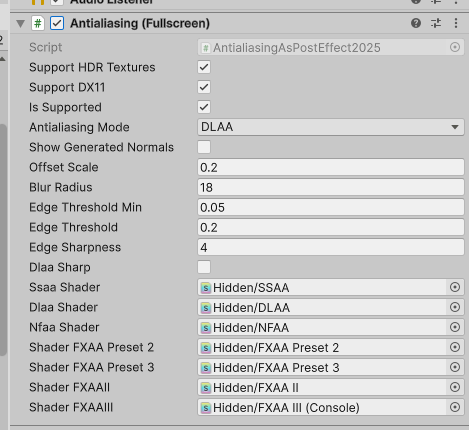 Audio Listener
# Antialiasing (Fullscreen)
Script # AntialiasingAsPostEffect2025
Support HDR Textures
Support DX11
Is Supported
Antialiasing Mode DLAA
Show Generated Normals
Offset Scale 0.2
Blur Radius 18
Edge Threshold Min 0.05
Edge Threshold 0.2
Edge Sharpness 4
Dlaa Sharp
Ssaa Shader S Hidden/SSAA
Dlaa Shader S Hidden/DLAA
Nfaa Shader S Hidden/NFAA
Shader FXAA Preset 2 S Hidden/FXAA Preset 2
Shader FXAA Preset 3 S Hidden/FXAA Preset 3
Shader FXAAII S Hidden/FXAA II
Shader FXAAIII S Hidden/FXAA III (Console)